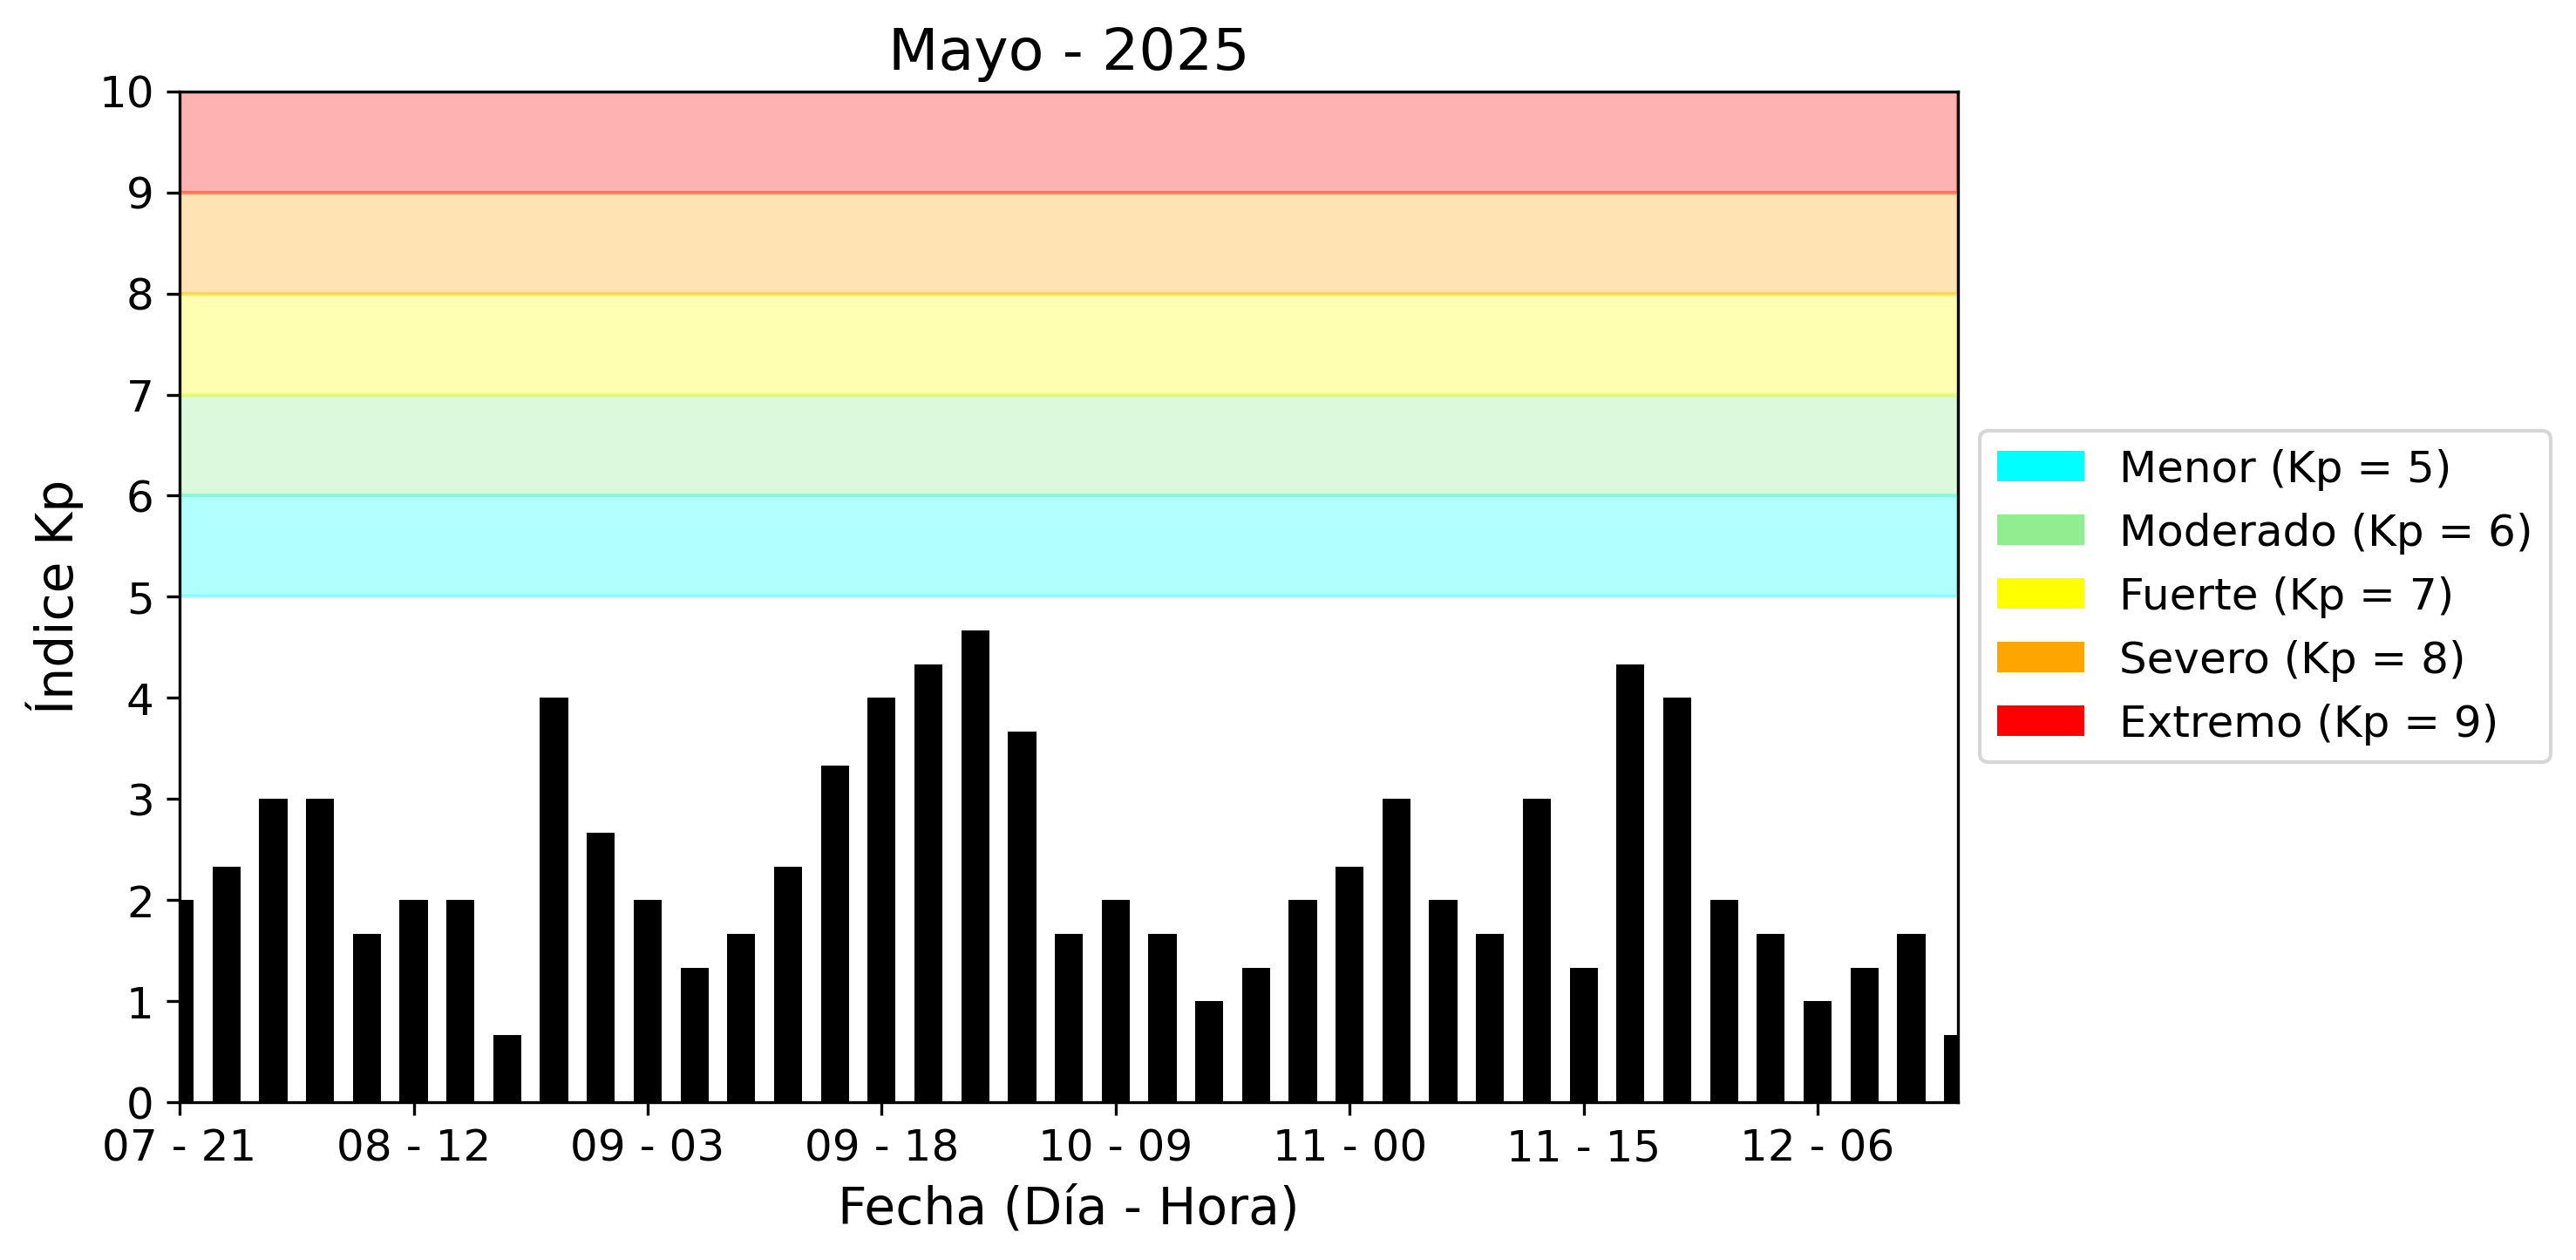 Mayo - 2025
10
9
8
7
6
5
4
3
2
1
0
Índice Kp
07 - 21
08 - 12
09 - 03
09 - 18
10 - 09
11 - 00
11 - 15
12 - 06
Fecha (Día - Hora)
Menor (Kp = 5)
Moderado (Kp = 6)
Fuerte (Kp = 7)
Severo (Kp = 8)
Extremo (Kp = 9)